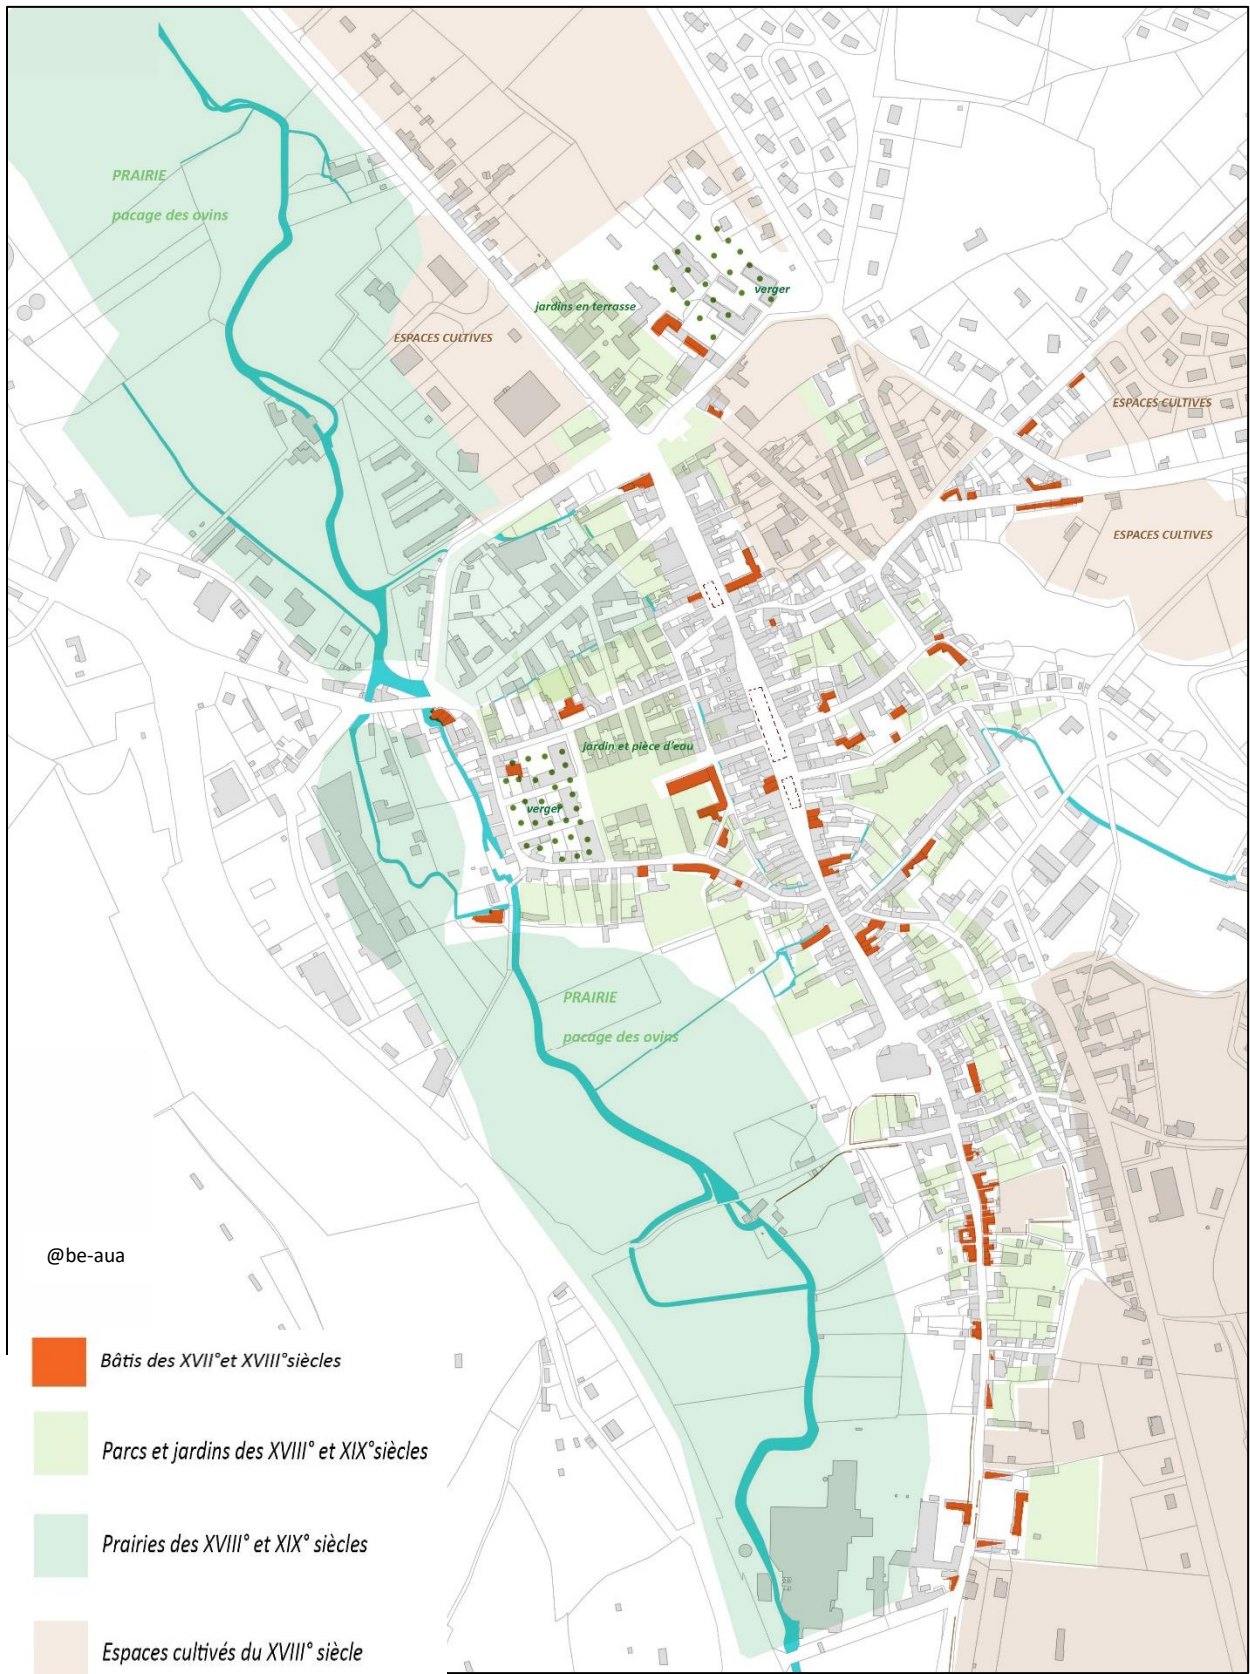 PRAIRIE
pacage des ovins
verger
jardins en terrasse
ESPACES CULTIVES
ESPACES CULTIVES
ESPACES CULTIVES
jardin et pièce d'eau
verger
PRAIRIE
pacage des ovins
@be-aua
Bâtis des XVII°et XVIII°siècles
Parcs et jardins des XVIII° et XIX°siècles
Prairies des XVIII° et XIX° siècles
Espaces cultivés du XVIII° siècle